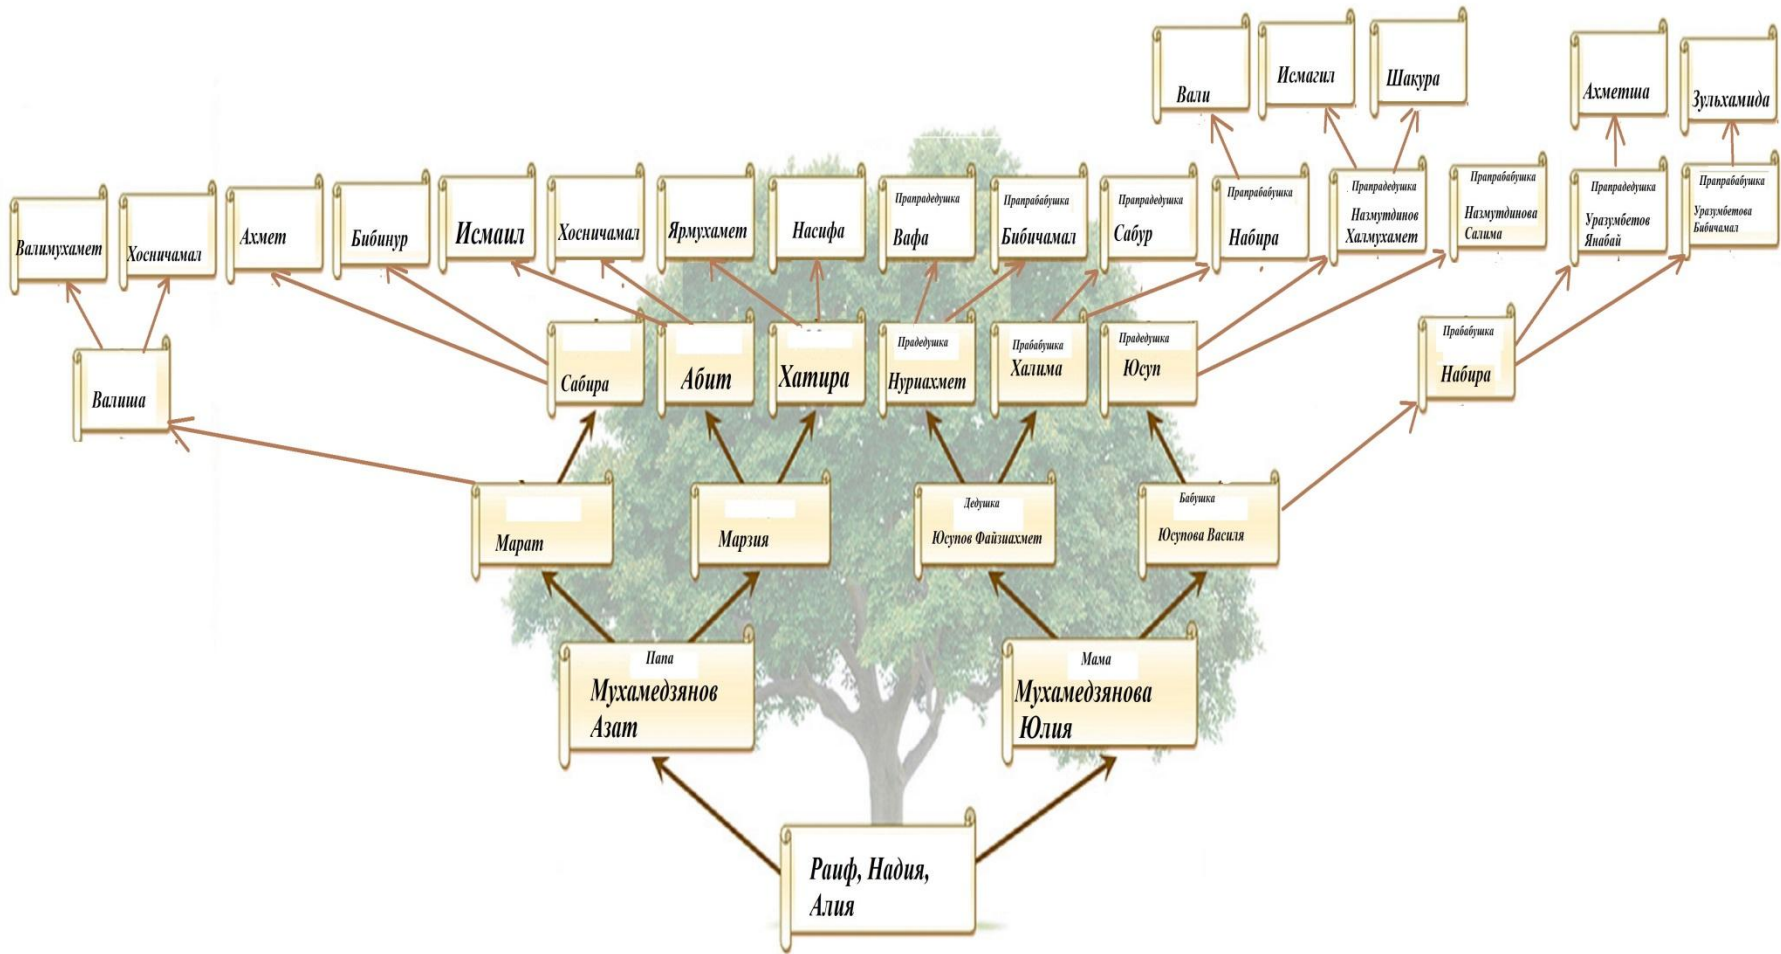 Вали
Исмагил
Шакура
Ахметша
Зульхамида
Валимухамет
Хосничамал
Ахмет
Бибинур
Исмаил
Хосничамал
Ярмухамет
Насифа
Прапрадедушка
Вафа
Прапрабабушка
Бибичамал
Прапрадедушка
Сабур
Прапрабабушка
Набира
Прапрадедушка
Назмутдинов
Халмухамет
Прапрабабушка
Назмутдинова
Салима
Прапрадедушка
Уразумбетов
Янабай
Прапрабабушка
Уразумбетова
Бибичамал
Валиша
Сабира
Абит
Хатира
Прадедушка
Нуриахмет
Прабабушка
Халима
Прадедушка
Юсуп
Прабабушка
Набира
Марат
Марзия
Дедушка
Юсупов Файзиахмет
Бабушка
Юсупова Василя
Папа
Мухамедзянов
Азат
Мама
Мухамедзянова
Юлия
Раиф, Надия,
Алия